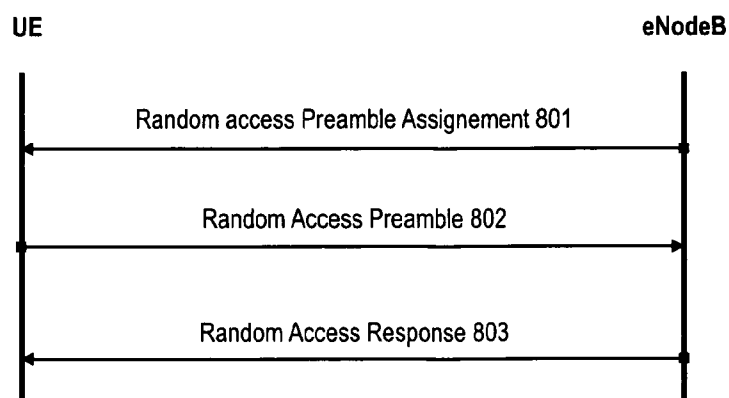 UE
eNodeB
Random access Preamble Assignement 801
Random Access Preamble 802
Random Access Response 803